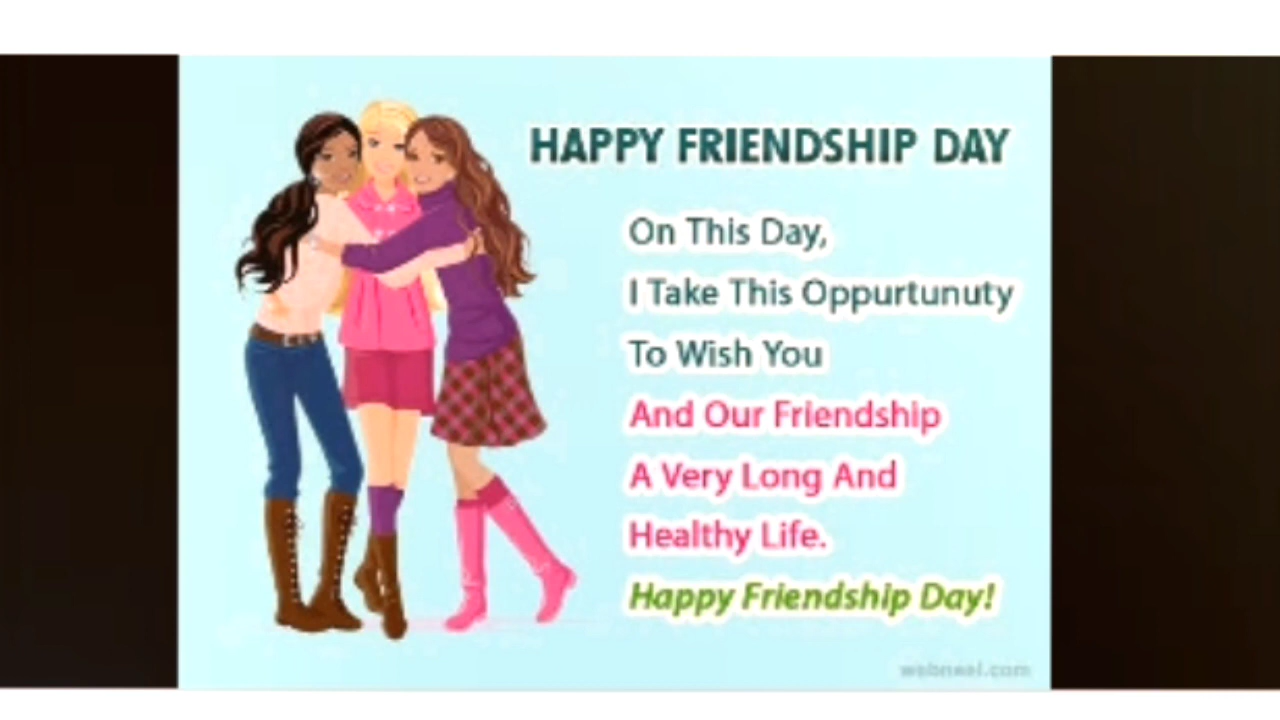 HAPPY FRIENDSHIP DAY
On This Day,
I Take This Oppurtunuty
To Wish You
And Our Friendship
A Very Long And
Healthy Life.
Happy Friendship Day!
webneel.com